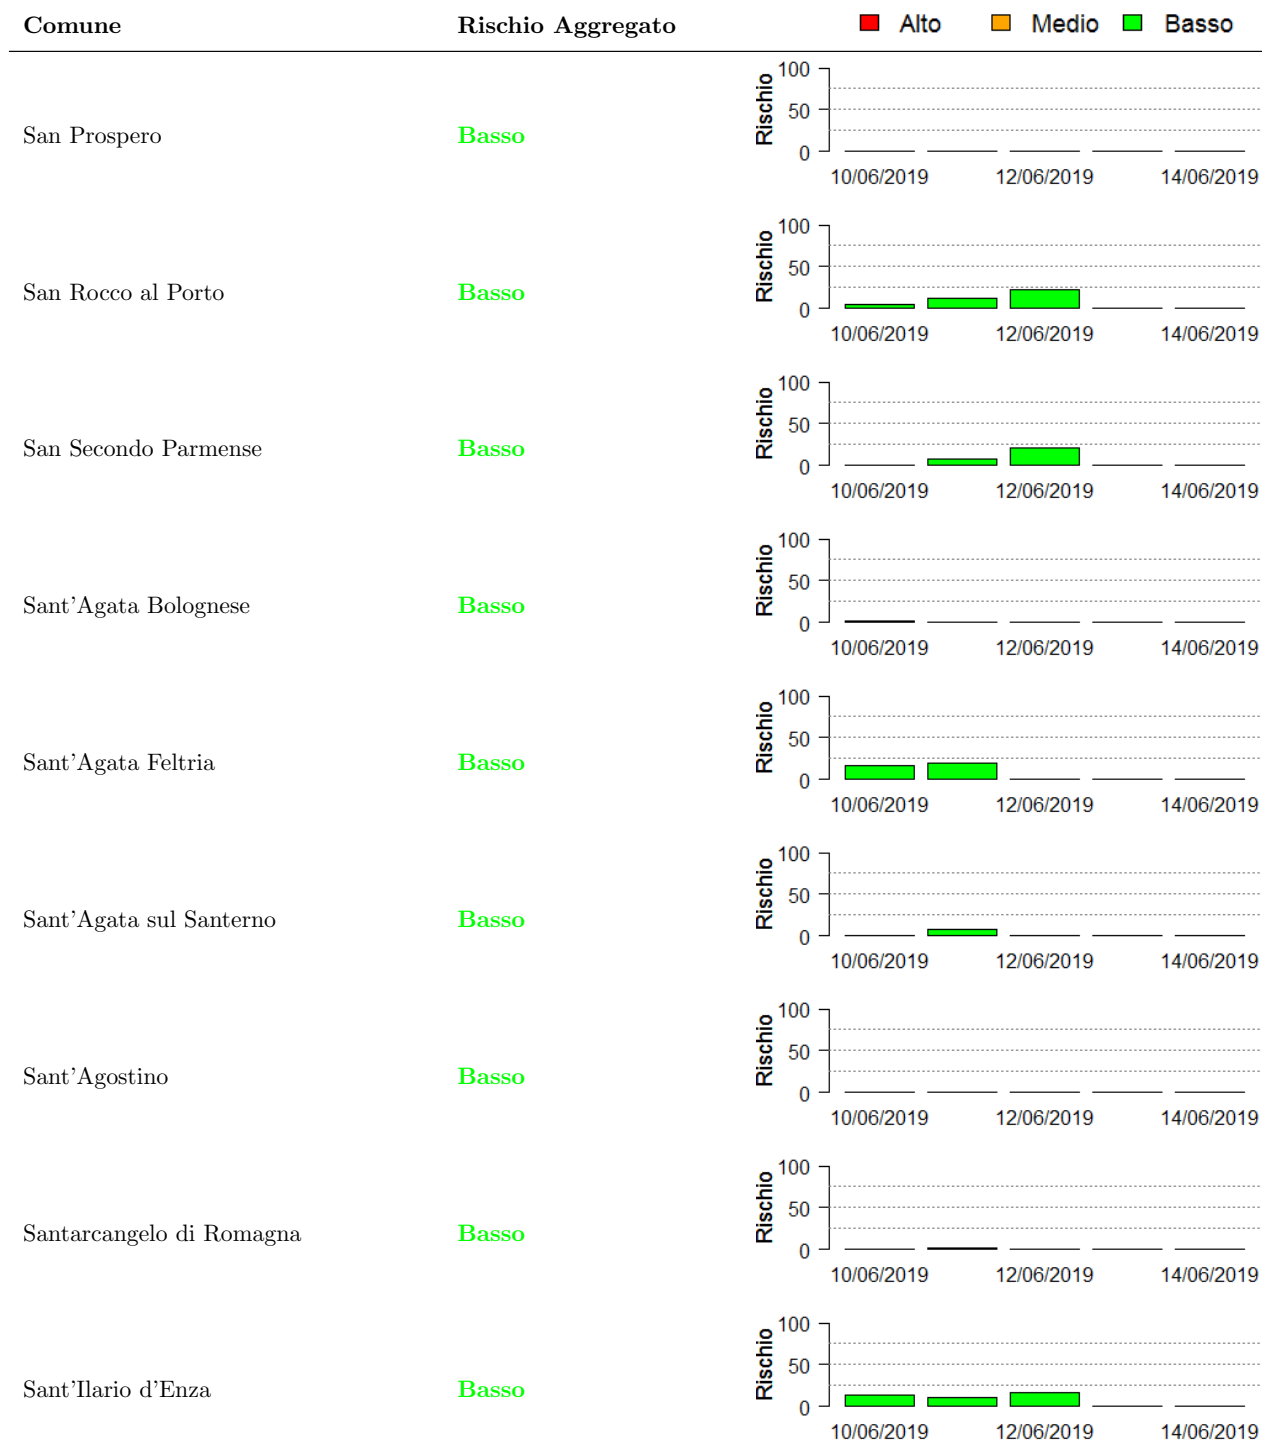 Comune Rischio Aggregato Alto Medio Basso
100
50
0
Rischio
San Prospero Basso
10/06/2019 12/06/2019 14/06/2019
100
50
0
Rischio
San Rocco al Porto Basso
10/06/2019 12/06/2019 14/06/2019
100
50
0
Rischio
San Secondo Parmense Basso
10/06/2019 12/06/2019 14/06/2019
100
50
0
Rischio
Sant'Agata Bolognese Basso
10/06/2019 12/06/2019 14/06/2019
100
50
0
Rischio
Sant'Agata Feltria Basso
10/06/2019 12/06/2019 14/06/2019
100
50
0
Rischio
Sant'Agata sul Santerno Basso
10/06/2019 12/06/2019 14/06/2019
100
50
0
Rischio
Sant'Agostino Basso
10/06/2019 12/06/2019 14/06/2019
100
50
0
Rischio
Santarcangelo di Romagna Basso
10/06/2019 12/06/2019 14/06/2019
100
50
0
Rischio
Sant'Ilario d'Enza Basso
10/06/2019 12/06/2019 14/06/2019